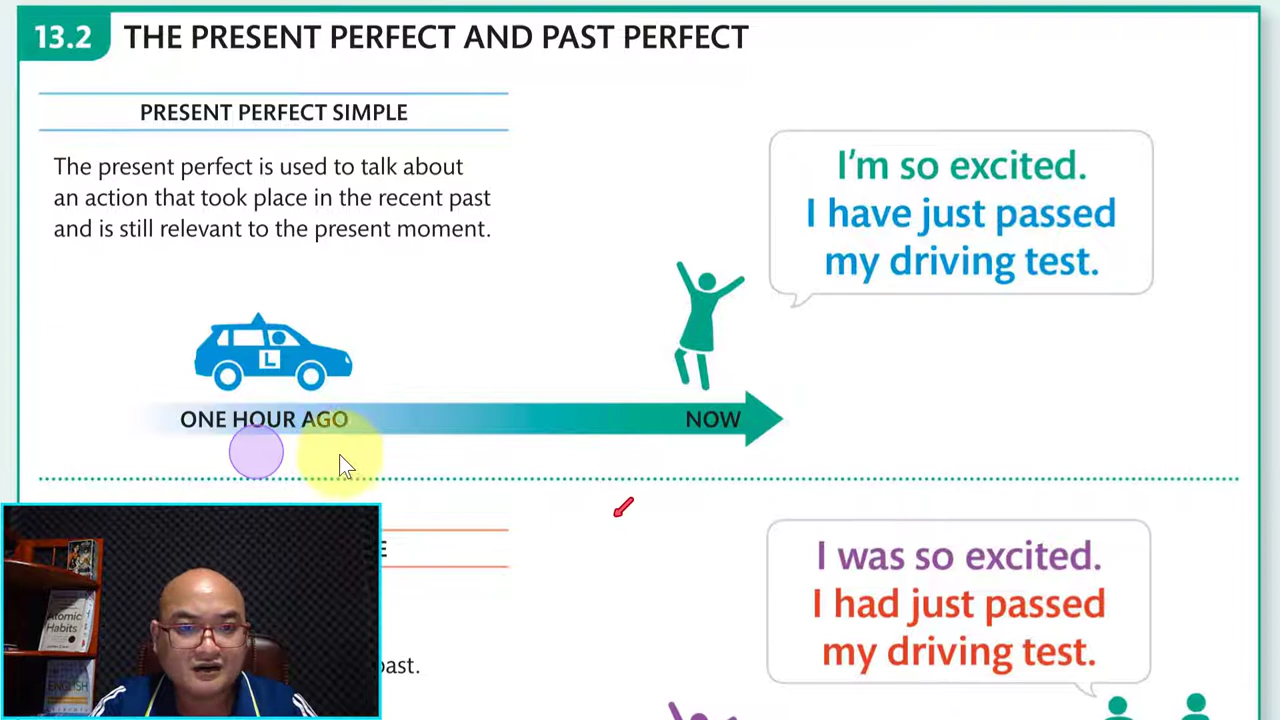 13.2 THE PRESENT PERFECT AND PAST PERFECT
PRESENT PERFECT SIMPLE
The present perfect is used to talk about
an action that took place in the recent past
and is still relevant to the present moment.
I'm so excited.
I have just passed
my driving test.
L
ONE HOUR AGO
NOW
E
past.
I was so excited.
I had just passed
my driving test.
Atomic
Habits
ENGLISH